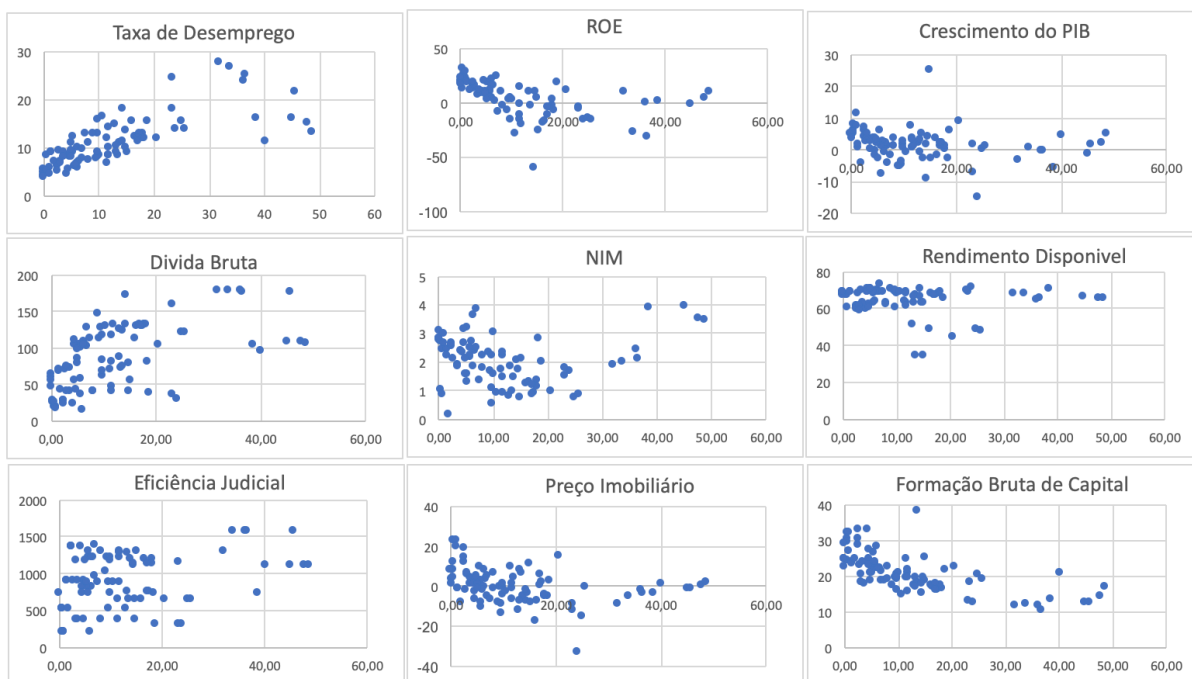 Taxa de Desemprego
30
20
10
0
0 10 20 30 40 50 60
ROE
50
0
0,00 20,00 40,00 60,00
-50
-100
Crescimento do PIB
30
20
10
0
0,00 10,00 20,00 30,00 40,00 50,00 60,00
-10
-20
Divida Bruta
200
150
100
50
0
0,00 20,00 40,00 60,00
NIM
5
4
3
2
1
0
0,00 10,00 20,00 30,00 40,00 50,00 60,00
Rendimento Disponivel
80
60
40
20
0
0,00 10,00 20,00 30,00 40,00 50,00 60,00
Eficiência Judicial
2000
1500
1000
500
0
0,00 20,00 40,00 60,00
Preço Imobiliário
40
20
0
0,00 20,00 40,00 60,00
-20
-40
Formação Bruta de Capital
40
30
20
10
0
0,00 10,00 20,00 30,00 40,00 50,00 60,00